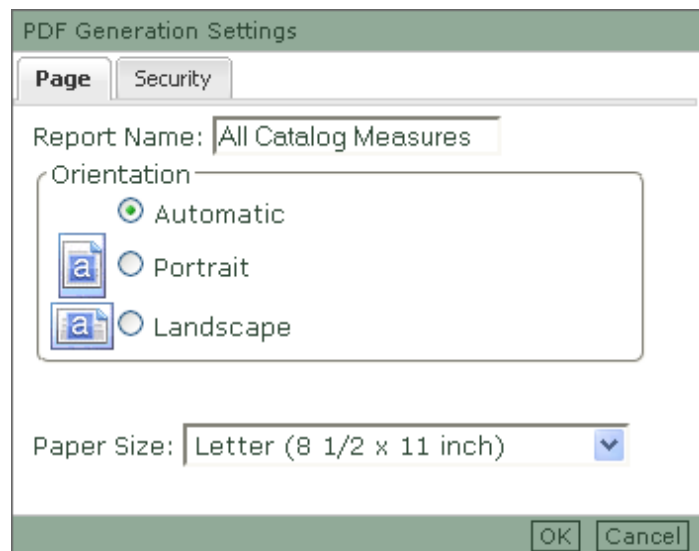 PDF Generation Settings
Page Security
Report Name: All Catalog Measures
Orientation
Automatic
a Portrait
a Landscape
Paper Size: Letter (8 1/2 x 11 inch)
OK Cancel